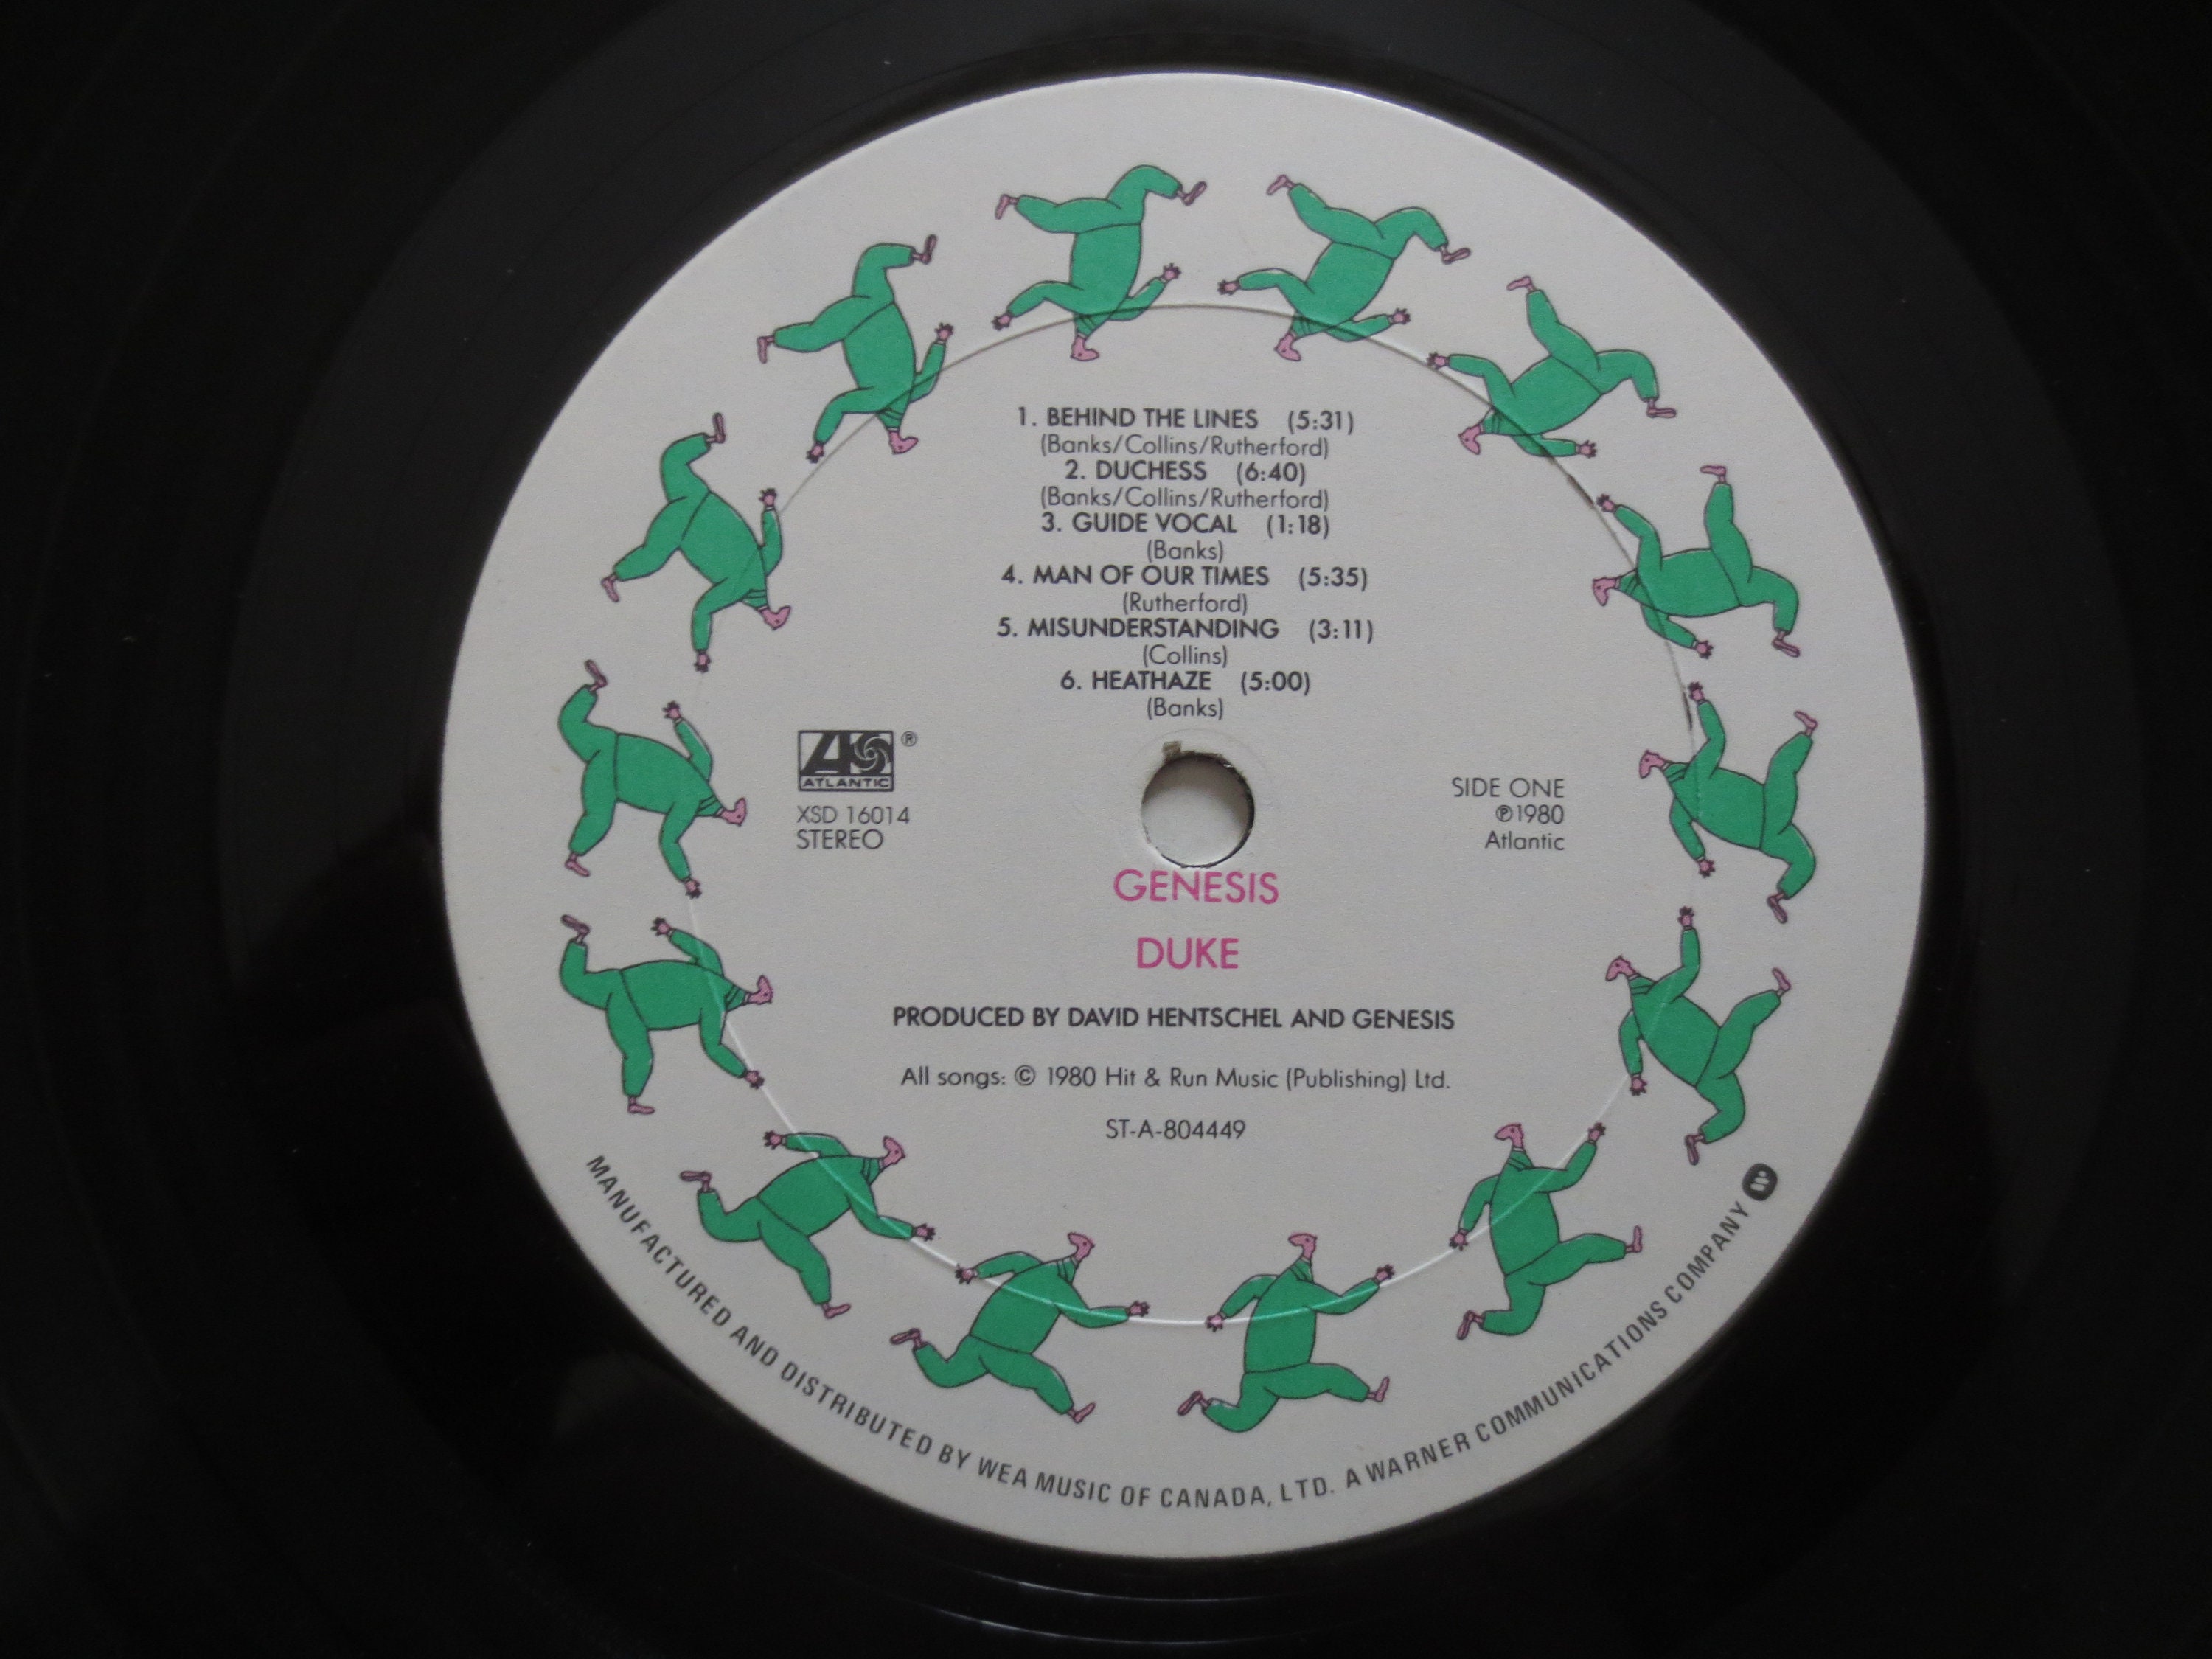 1. BEHIND THE LINES (5:31)
(Banks/Collins/Rutherford)
2. DUCHESS (6:40)
(Banks/Collins/Rutherford)
3. GUIDE VOCAL (1:18)
(Banks)
4. MAN OF OUR TIMES (5:35)
(Rutherford)
5. MISUNDERSTANDING (3:11)
(Collins)
6. HEATHAZE (5:00)
(Banks)
ATLANTIC ®
XSD 16014
STEREO
SIDE ONE
℗1980
Atlantic
GENESIS
DUKE
PRODUCED BY DAVID HENTSCHEL AND GENESIS
All songs: © 1980 Hit & Run Music (Publishing) Ltd.
ST-A-804449
MANUFACTURED AND DISTRIBUTED BY WEA MUSIC OF CANADA, LTD. A WARNER COMMUNICATIONS COMPANY